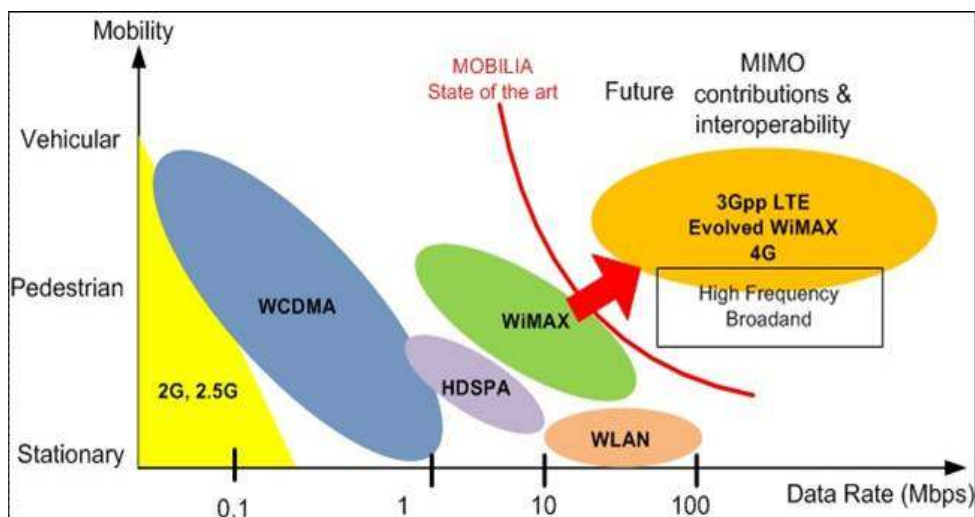 Mobility
MOBILIA
State of the art
Future
MIMO
contributions &
interoperability
Vehicular
3Gpp LTE
Evolved WiMAX
4G
Pedestrian
High Frequency
Broadand
WCDMA
WiMAX
2G, 2.5G
HDSPA
WLAN
Stationary
0.1
1
10
100
Data Rate (Mbps)